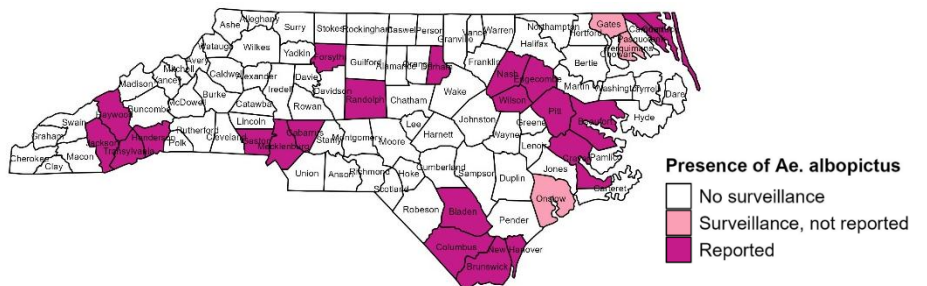 Alleghany
Ashe Surry Stokes Rockingham Caswell Person Vance Warren Northampton Gates
Granville Hertford
Watauga Wilkes Yadkin Forsyth Guilford Alamance Orange Durham Franklin Halifax Bertie Perquimans
Avery Mitchell Yancey Caldwell Alexander Davie Nash Edgecombe Martin Washington Tyrrell Dare
Madison Burke Iredell Davidson Randolph Chatham Wake Wilson
Haywood Buncombe McDowell Catawba Rowan Johnston Greene Pitt Beaufort Hyde
Swain Rutherford Lincoln Cabarrus Lee Harnett Wayne Lenoir
Graham Jackson Henderson Polk Cleveland Gaston Stanly Montgomery Moore Craven Pamlico
Cherokee Macon Transylvania Mecklenburg Cumberland Sampson Jones
Clay Union Anson Richmond Hoke Duplin Carteret
Scotland Onslow
Robeson Bladen Pender
Columbus New Hanover
Brunswick
Presence of Ae. albopictus
No surveillance
Surveillance, not reported
Reported